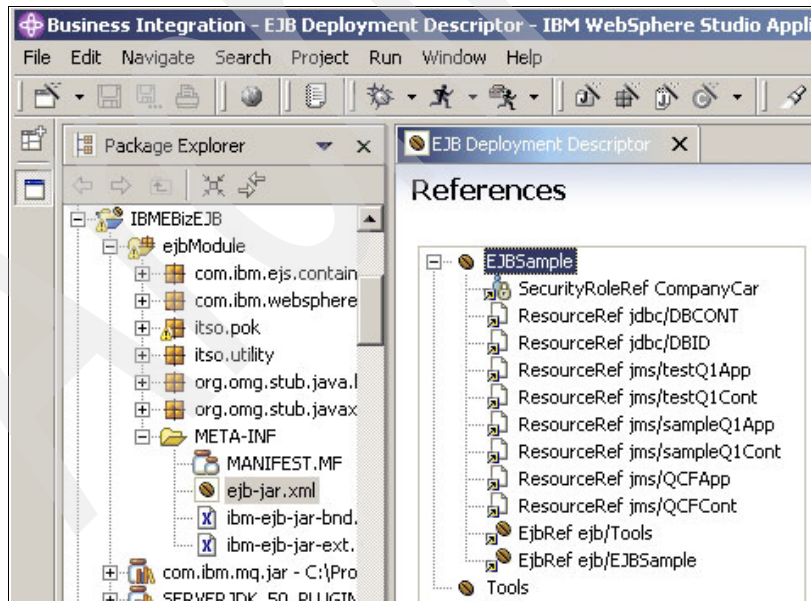 Business Integration - EJB Deployment Descriptor - IBM WebSphere Studio Appli
File Edit Navigate Search Project Run Window Help
Package Explorer
IBMEBizEJB
ejbModule
com.ibm.ejs.contain
com.ibm.websphere
itso.pok
itso.utility
org.omg.stub.java.
org.omg.stub.javax
META-INF
MANIFEST.MF
ejb-jar.xml
ibm-ejb-jar-bnd.
ibm-ejb-jar-ext.
com.ibm.mq.jar - C:\Pro
SERVERJDK_50_PLUGIN
EJB Deployment Descriptor
References
EJBSample
SecurityRoleRef CompanyCar
ResourceRef jdbc/DBCONT
ResourceRef jdbc/DBID
ResourceRef jms/testQ1App
ResourceRef jms/testQ1Cont
ResourceRef jms/sampleQ1App
ResourceRef jms/sampleQ1Cont
ResourceRef jms/QCFApp
ResourceRef jms/QCFCont
EjbRef ejb/Tools
EjbRef ejb/EJBSample
Tools